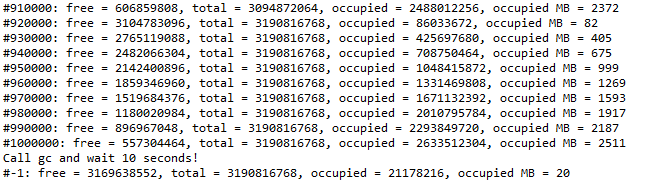 #910000: free = 606859808, total = 3094872064, occupied = 2488012256, occupied MB = 2372
#920000: free = 3104783096, total = 3190816768, occupied = 86033672, occupied MB = 82
#930000: free = 2765119088, total = 3190816768, occupied = 425697680, occupied MB = 405
#940000: free = 2482066304, total = 3190816768, occupied = 708750464, occupied MB = 675
#950000: free = 2142400896, total = 3190816768, occupied = 1048415872, occupied MB = 999
#960000: free = 1859346960, total = 3190816768, occupied = 1331469808, occupied MB = 1269
#970000: free = 1519684376, total = 3190816768, occupied = 1671132392, occupied MB = 1593
#980000: free = 1180020984, total = 3190816768, occupied = 2010795784, occupied MB = 1917
#990000: free = 896967048, total = 3190816768, occupied = 2293849720, occupied MB = 2187
#1000000: free = 557304464, total = 3190816768, occupied = 2633512304, occupied MB = 2511
Call gc and wait 10 seconds!
#-1: free = 3169638552, total = 3190816768, occupied = 21178216, occupied MB = 20